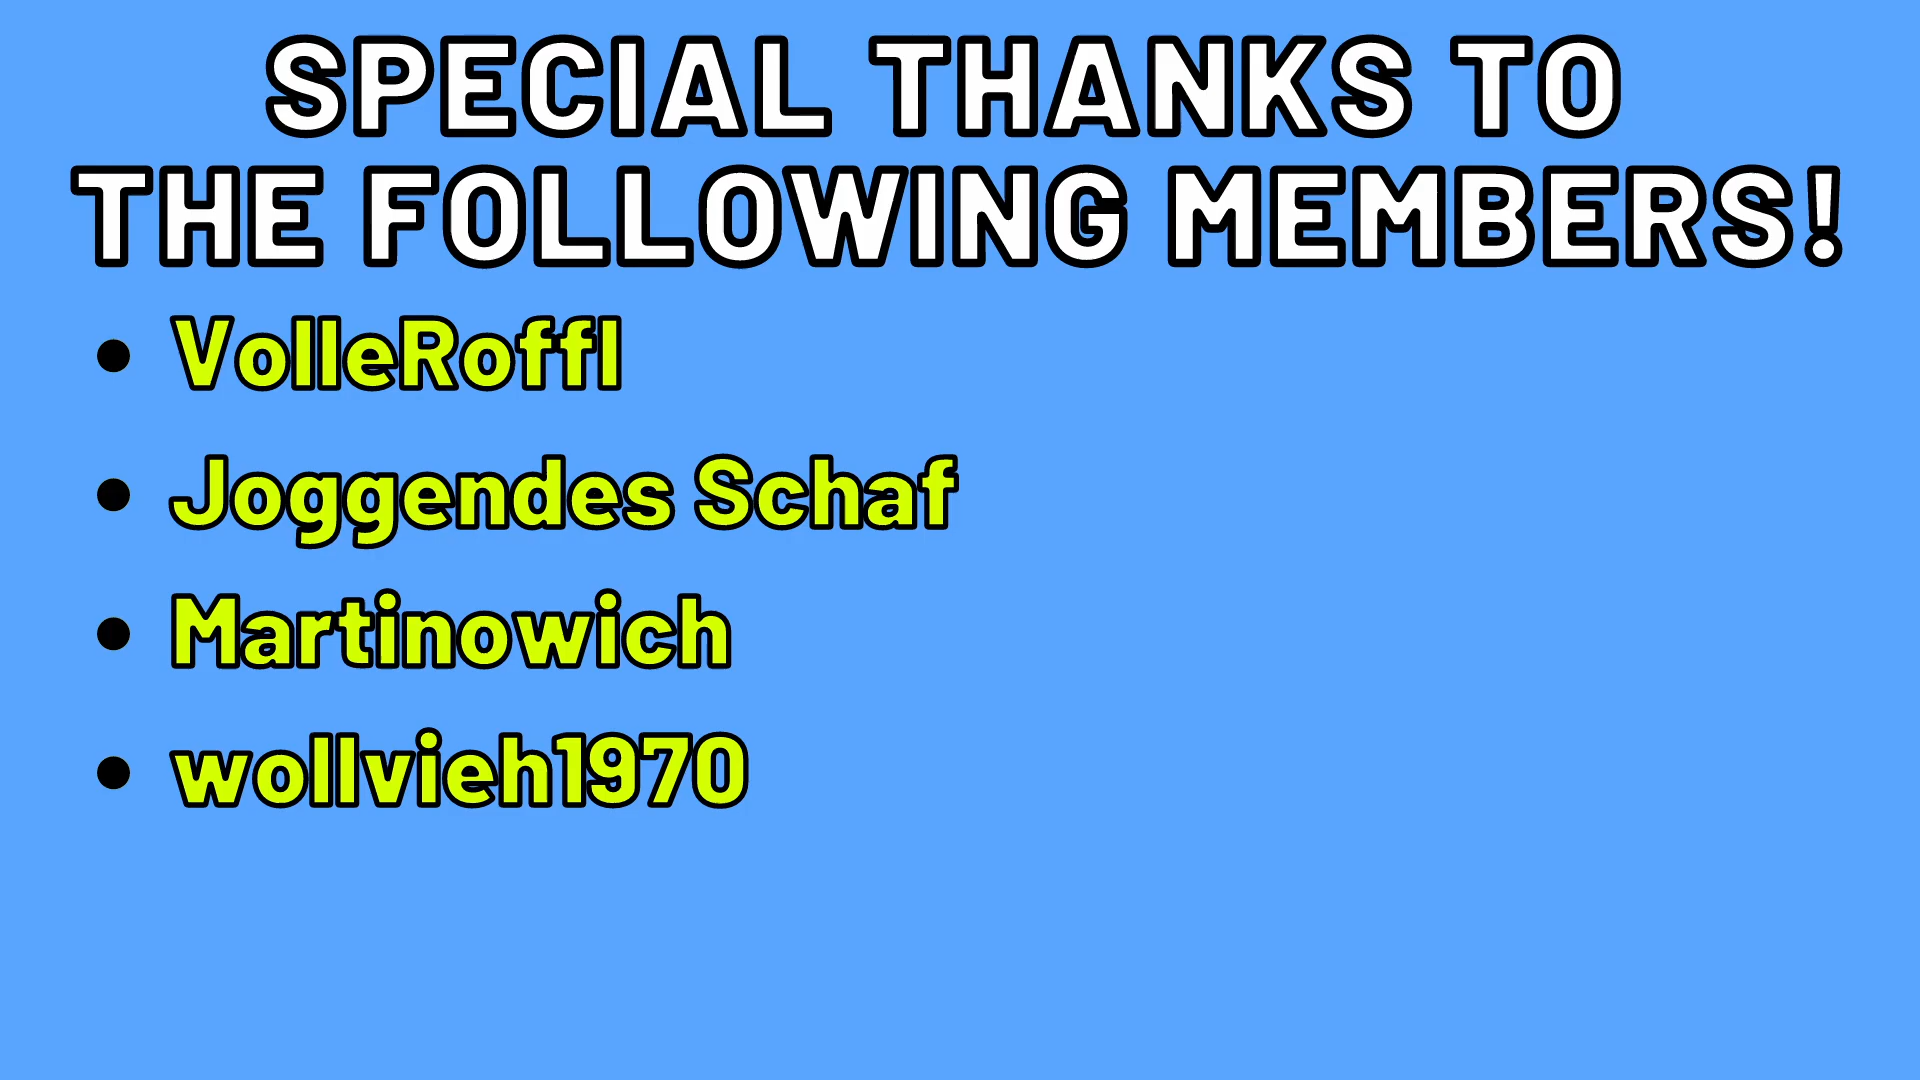 SPECIAL THANKS TO
THE FOLLOWING MEMBERS!
• VolleRoffl
• Joggendes Schaf
• Martinowich
• wollvieh1970